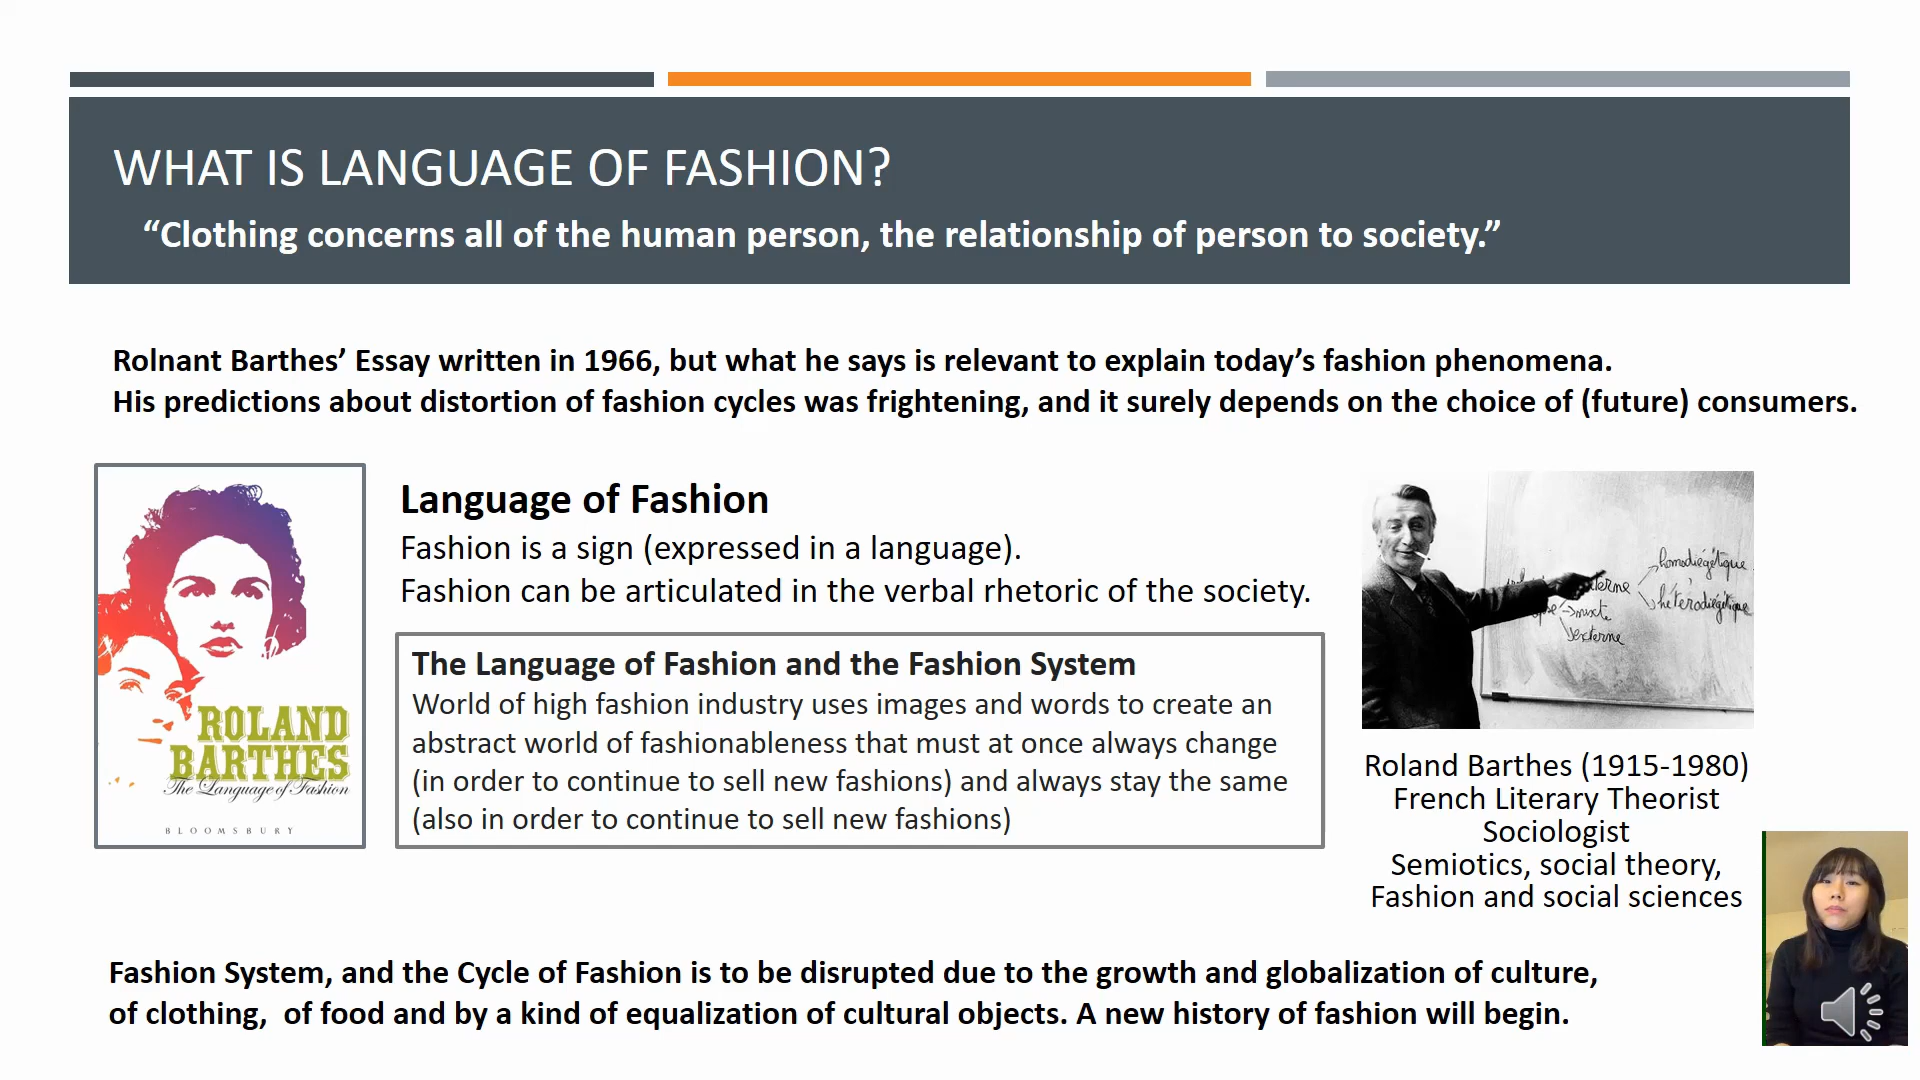 WHAT IS LANGUAGE OF FASHION?
“Clothing concerns all of the human person, the relationship of person to society.”
Rolnant Barthes’ Essay written in 1966, but what he says is relevant to explain today’s fashion phenomena.
His predictions about distortion of fashion cycles was frightening, and it surely depends on the choice of (future) consumers.
ROLAND
BARTHES
The Language of Fashion
BLOOMSBURY
Language of Fashion
Fashion is a sign (expressed in a language).
Fashion can be articulated in the verbal rhetoric of the society.
The Language of Fashion and the Fashion System
World of high fashion industry uses images and words to create an
abstract world of fashionableness that must at once always change
(in order to continue to sell new fashions) and always stay the same
(also in order to continue to sell new fashions)
homodiégétique
hétérodiégétique
mixt
externe
Roland Barthes (1915-1980)
French Literary Theorist
Sociologist
Semiotics, social theory,
Fashion and social sciences
Fashion System, and the Cycle of Fashion is to be disrupted due to the growth and globalization of culture,
of clothing,  of food and by a kind of equalization of cultural objects. A new history of fashion will begin.